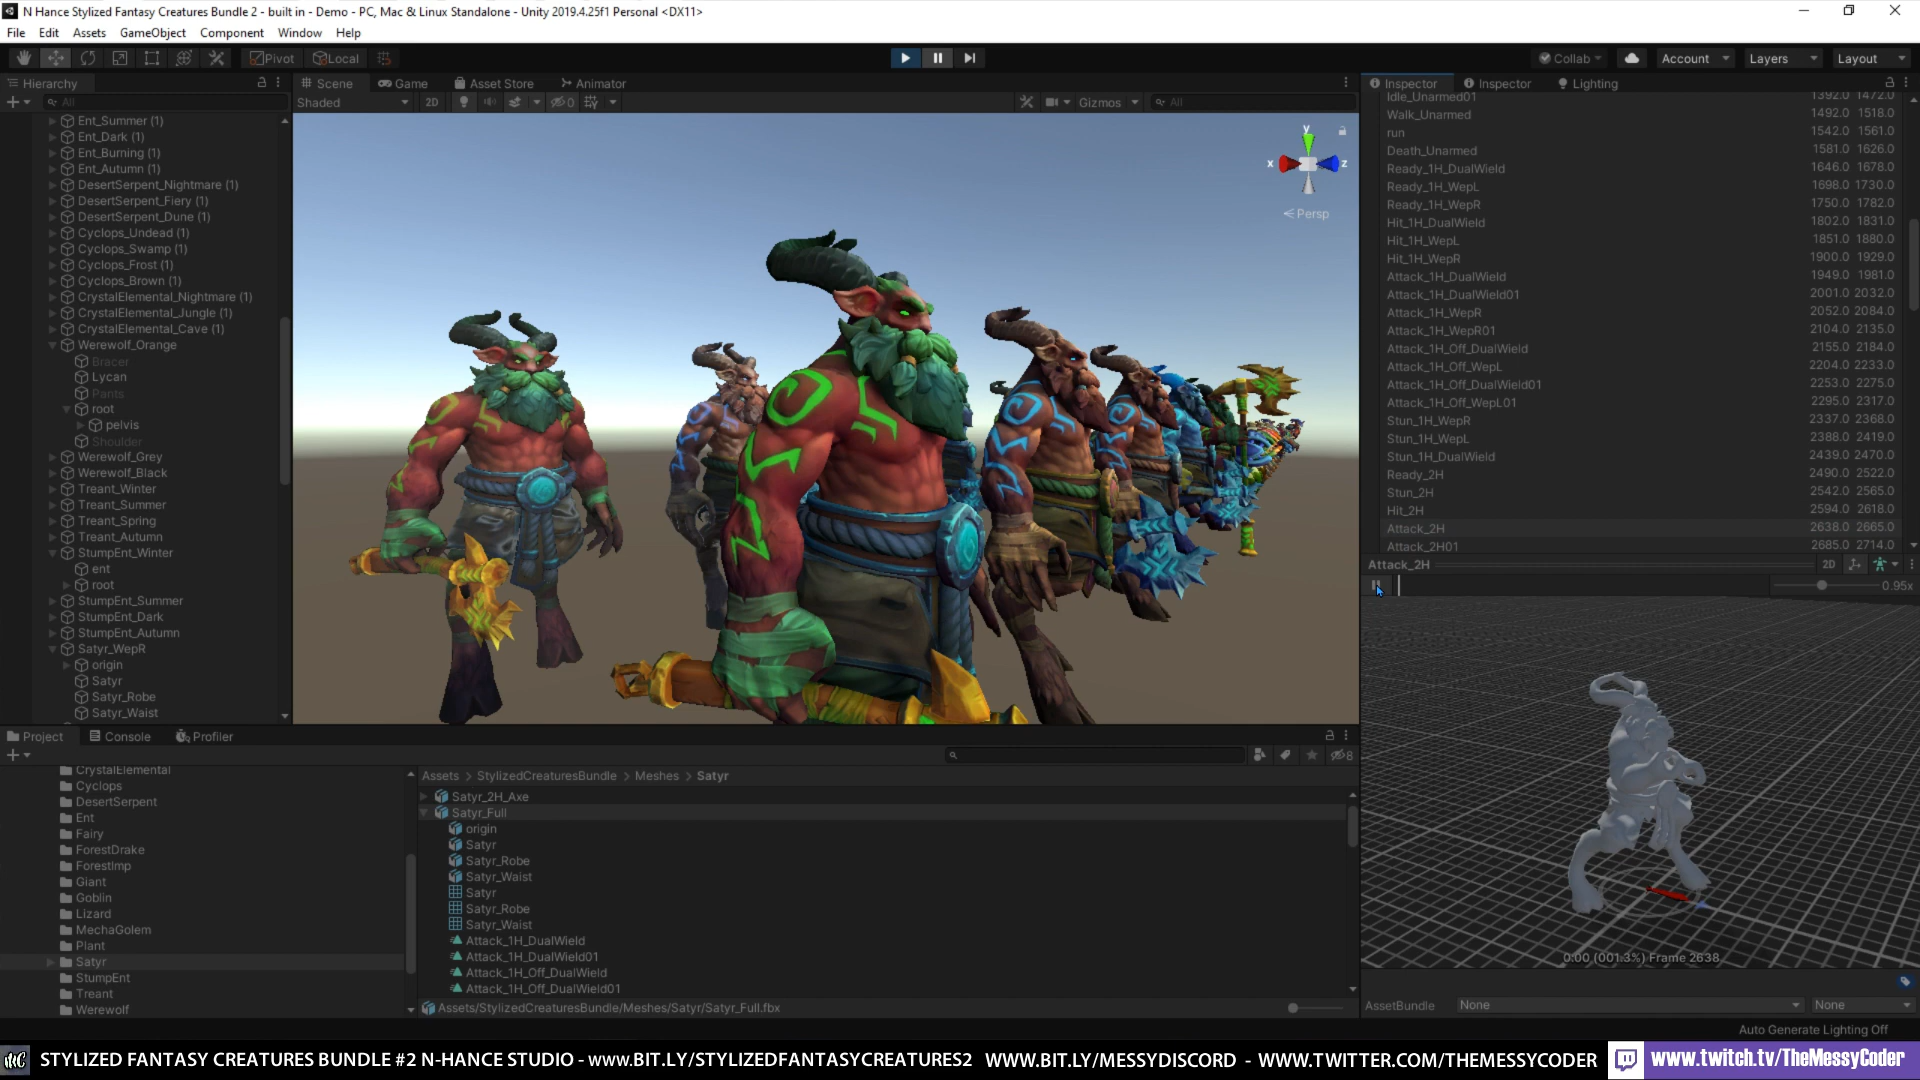 N Hance Stylized Fantasy Creatures Bundle 2 - built in - Demo - PC, Mac & Linux Standalone - Unity 2019.4.25f1 Personal <DX11>
File Edit Assets GameObject Component Window Help
Pivot Local Collab Account Layers Layout
Hierarchy
All
Ent_Summer (1)
Ent_Dark (1)
Ent_Burning (1)
Ent_Autumn (1)
DesertSerpent_Nightmare (1)
DesertSerpent_Fiery (1)
DesertSerpent_Dune (1)
Cyclops_Undead (1)
Cyclops_Swamp (1)
Cyclops_Frost (1)
Cyclops_Brown (1)
CrystalElemental_Nightmare (1)
CrystalElemental_Jungle (1)
CrystalElemental_Cave (1)
Werewolf_Orange
Bracer
Lycan
Pants
root
pelvis
Shoulder
Werewolf_Grey
Werewolf_Black
Treant_Winter
Treant_Summer
Treant_Spring
Treant_Autumn
StumpEnt_Winter
ent
root
StumpEnt_Summer
StumpEnt_Dark
StumpEnt_Autumn
Satyr_WepR
origin
Satyr
Satyr_Robe
Satyr_Waist
Scene Game Asset Store Animator
Shaded 2D 0 Gizmos All
y
x z
Persp
Inspector Inspector Lighting
Idle_Unarmed01 1392.0 1472.0
Walk_Unarmed 1492.0 1518.0
run 1542.0 1561.0
Death_Unarmed 1581.0 1626.0
Ready_1H_DualWield 1646.0 1678.0
Ready_1H_WepL 1698.0 1730.0
Ready_1H_WepR 1750.0 1782.0
Hit_1H_DualWield 1802.0 1831.0
Hit_1H_WepL 1851.0 1880.0
Hit_1H_WepR 1900.0 1929.0
Attack_1H_DualWield 1949.0 1981.0
Attack_1H_DualWield01 2001.0 2032.0
Attack_1H_WepR 2052.0 2084.0
Attack_1H_WepR01 2104.0 2135.0
Attack_1H_Off_DualWield 2155.0 2184.0
Attack_1H_Off_WepL 2204.0 2233.0
Attack_1H_Off_DualWield01 2253.0 2275.0
Attack_1H_Off_WepL01 2295.0 2317.0
Stun_1H_WepR 2337.0 2368.0
Stun_1H_WepL 2388.0 2419.0
Stun_1H_DualWield 2439.0 2470.0
Ready_2H 2490.0 2522.0
Stun_2H 2542.0 2565.0
Hit_2H 2594.0 2618.0
Attack_2H 2638.0 2665.0
Attack_2H01 2685.0 2714.0
Attack_2H 2D
0.95x
0:00 (001.3%) Frame 2638
AssetBundle None None
Auto Generate Lighting Off
Project Console Profiler
8
CrystalElemental
Cyclops
DesertSerpent
Ent
Fairy
ForestDrake
ForestImp
Giant
Goblin
Lizard
MechaGolem
Plant
Satyr
StumpEnt
Treant
Werewolf
Assets > StylizedCreaturesBundle > Meshes > Satyr
Satyr_2H_Axe
Satyr_Full
origin
Satyr
Satyr_Robe
Satyr_Waist
Satyr
Satyr_Robe
Satyr_Waist
Attack_1H_DualWield
Attack_1H_DualWield01
Attack_1H_Off_DualWield
Attack_1H_Off_DualWield01
Assets/StylizedCreaturesBundle/Meshes/Satyr/Satyr_Full.fbx
MC STYLIZED FANTASY CREATURES BUNDLE #2 N-HANCE STUDIO - www.BIT.LY/STYLIZEDFANTASYCREATURES2 WWW.BIT.LY/MESSYDISCORD - WWW.TWITTER.COM/THEMESSYCODER www.twitch.tv/TheMessyCoder